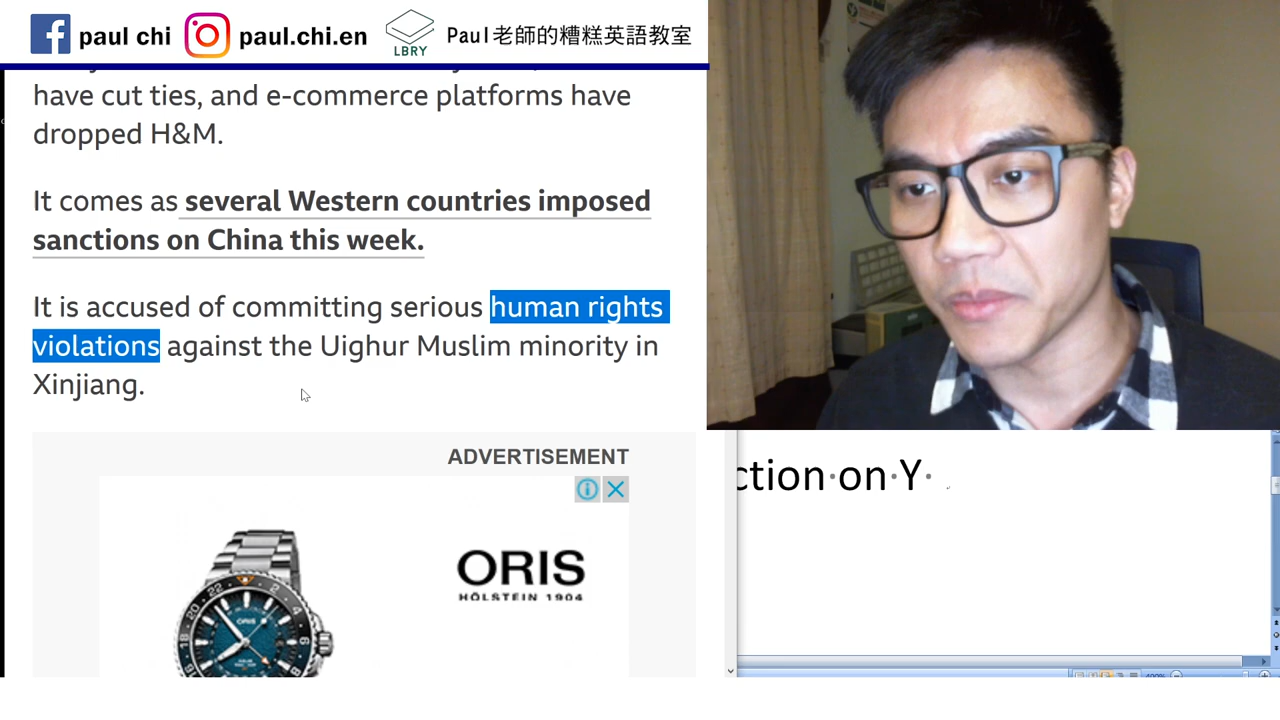 paul chi
paul.chi.en
LBRY
Paul老師的糟糕英語教室
have cut ties, and e-commerce platforms have
dropped H&M.
It comes as several Western countries imposed
sanctions on China this week.
It is accused of committing serious human rights
violations against the Uighur Muslim minority in
Xinjiang.
ADVERTISEMENT
ORIS
HÖLSTEIN 1904
ction on Y
400%